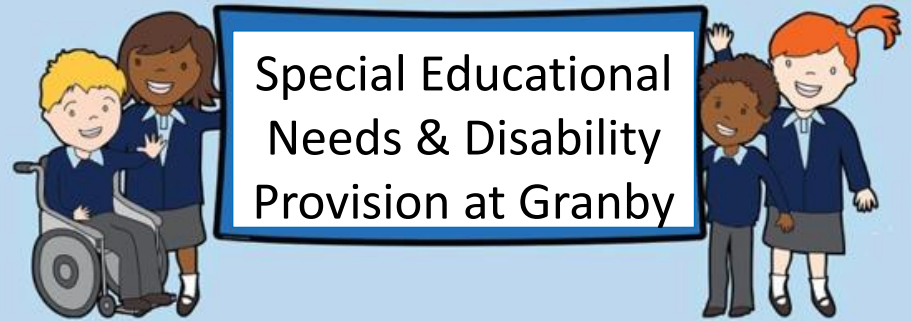 Special Educational
Needs & Disability
Provision at Granby